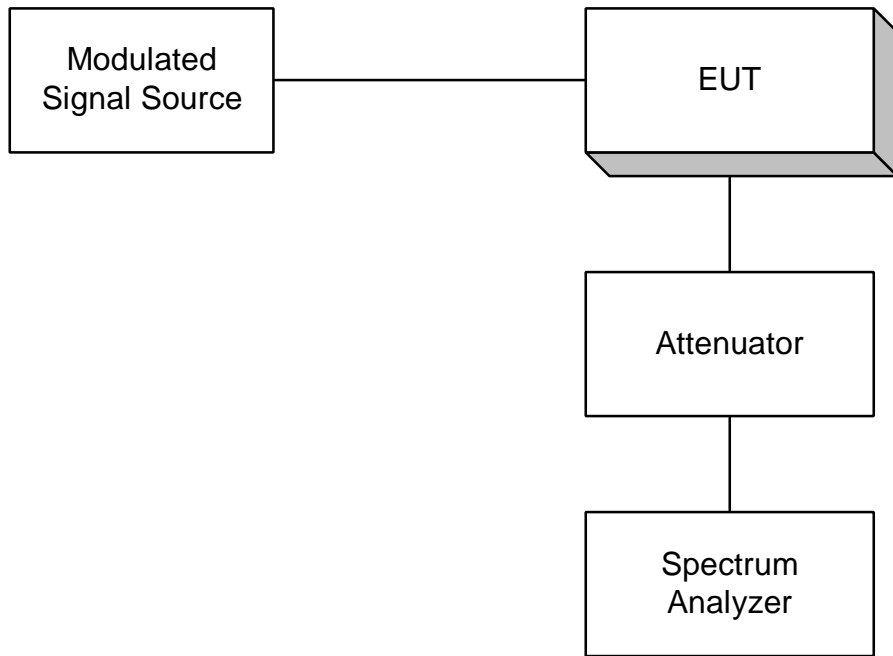 Modulated
Signal Source
EUT
Attenuator
Spectrum
Analyzer